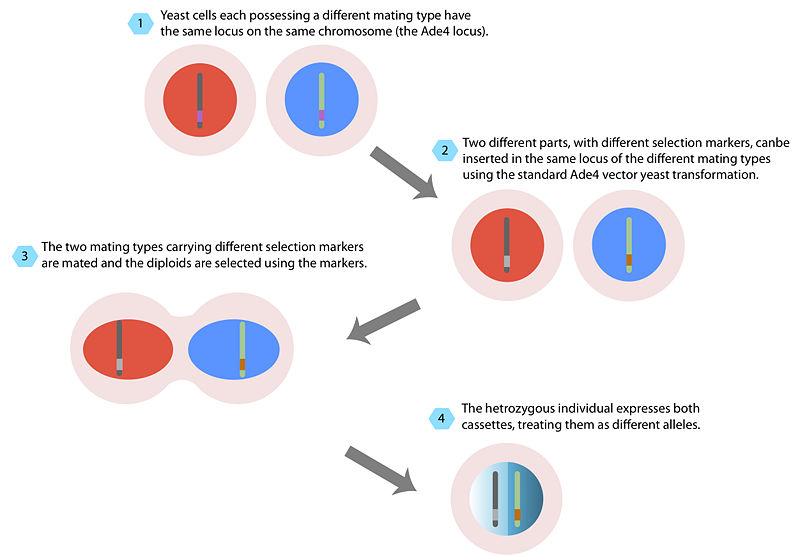 1
Yeast cells each possessing a different mating type have
the same locus on the same chromosome (the Ade4 locus).
2
Two different parts, with different selection markers, canbe
inserted in the same locus of the different mating types
using the standard Ade4 vector yeast transformation.
3
The two mating types carrying different selection markers
are mated and the diploids are selected using the markers.
4
The hetrozygous individual expresses both
cassettes, treating them as different alleles.